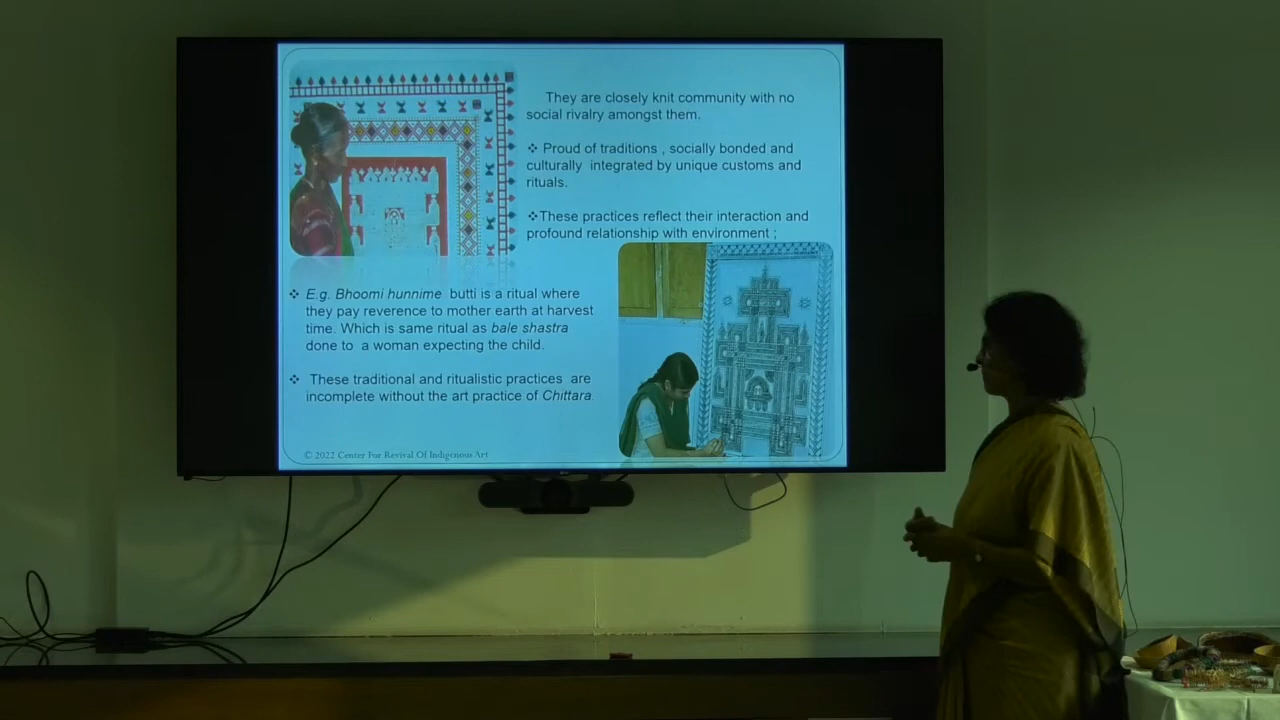 They are closely knit community with no
social rivalry amongst them.
❖ Proud of traditions , socially bonded and
culturally integrated by unique customs and
rituals.
❖These practices reflect their interaction and
profound relationship with environment ;
❖ E.g. Bhoomi hunnime butti is a ritual where
they pay reverence to mother earth at harvest
time. Which is same ritual as bale shastra
done to a woman expecting the child.
❖ These traditional and ritualistic practices are
incomplete without the art practice of Chittara.
© 2022 Center For Revival Of Indigenous Art